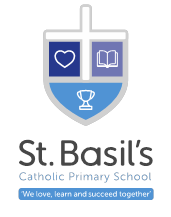 St. Basil's
Catholic Primary School
'We love, learn and succeed together'